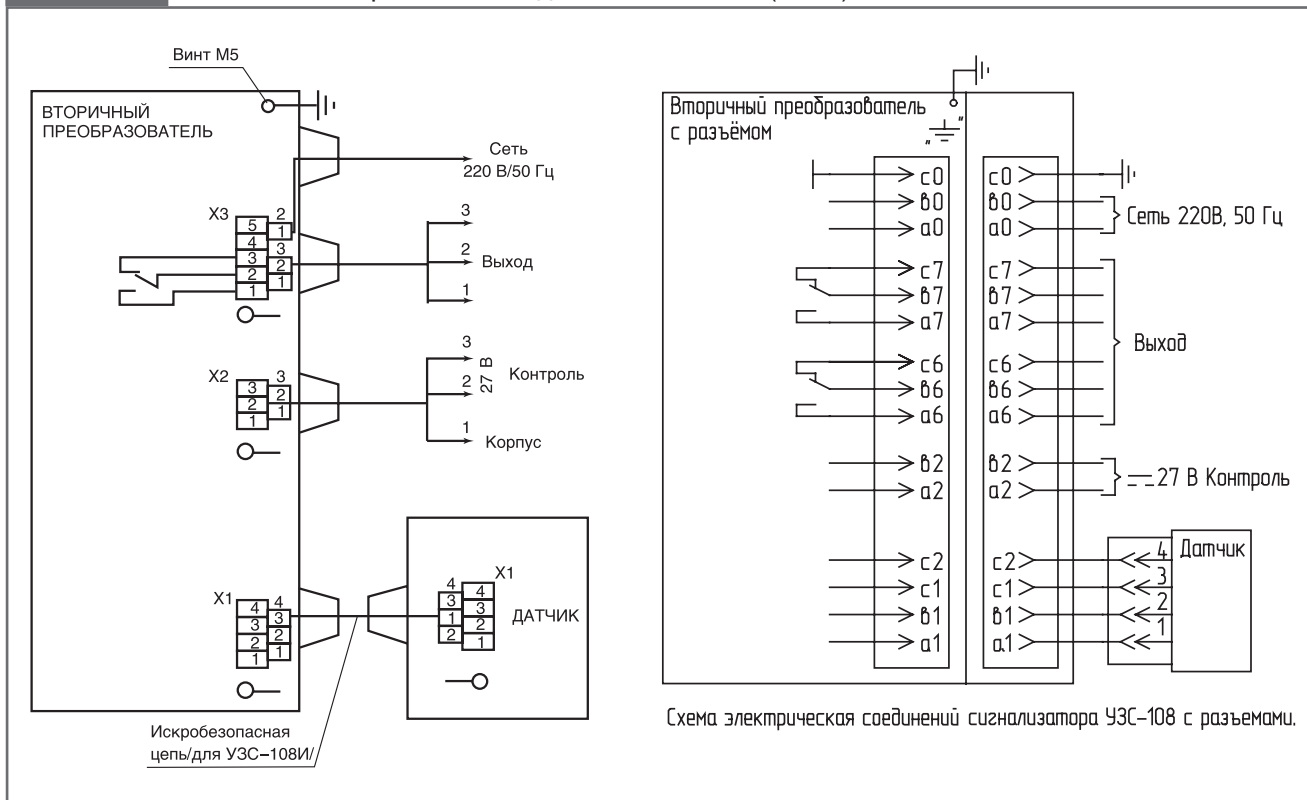 Винт М5
ВТОРИЧНЫЙ
ПРЕОБРАЗОВАТЕЛЬ
Сеть
220 В/50 Гц
X3
5
4
3
2
1
2
1
3
2
1
3
2
Выход
1
X2
3
2
1
3
2
1
3
27 В
Контроль
2
1
Корпус
X1
4
3
2
1
4
3
2
1
4
3
1
2
X1
4
3
2
1
ДАТЧИК
Искробезопасная
цепь/для УЗС–108И/
Вторичный преобразователь
с разъёмом
„ “
с0 с0
в0 в0
а0 а0
Сеть 220В, 50 Гц
с7 с7
в7 в7
а7 а7
Выход
с6 с6
в6 в6
а6 а6
в2 в2
а2 а2
27 В Контроль
с2 с2 4 Датчик
с1 с1 3
в1 в1 2
а1 а1 1
Схема электрическая соединений сигнализатора УЗС–108 с разъемами.